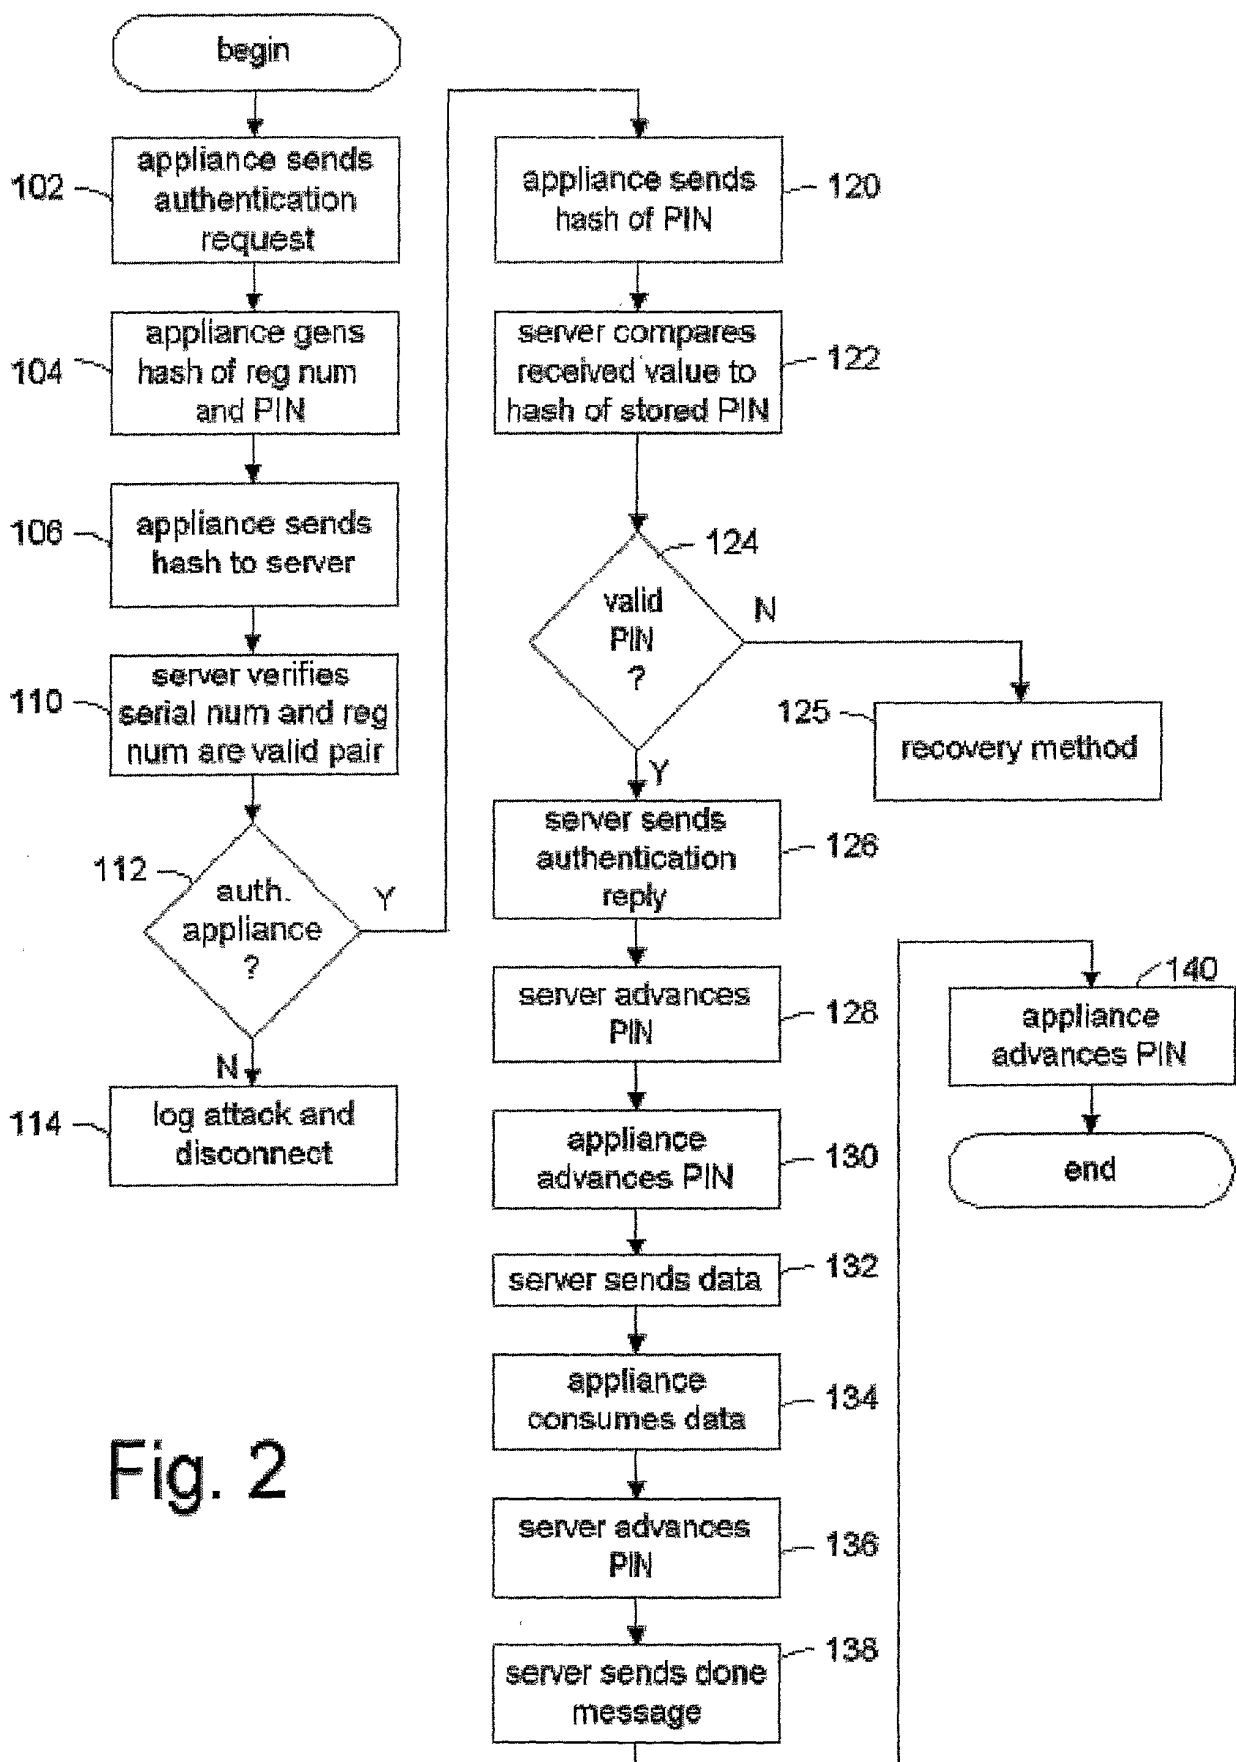 begin
102
appliance sends
authentication
request
104
appliance gens
hash of reg num
and PIN
106
appliance sends
hash to server
110
server verifies
serial num and reg
num are valid pair
112
auth.
appliance
?
Y
N
114
log attack and
disconnect
appliance sends
hash of PIN
120
server compares
received value to
hash of stored PIN
122
124
valid
PIN
?
N
125
recovery method
Y
server sends
authentication
reply
126
server advances
PIN
128
appliance
advances PIN
130
server sends data
132
appliance
consumes data
134
server advances
PIN
136
server sends done
message
138
140
appliance
advances PIN
end
Fig. 2